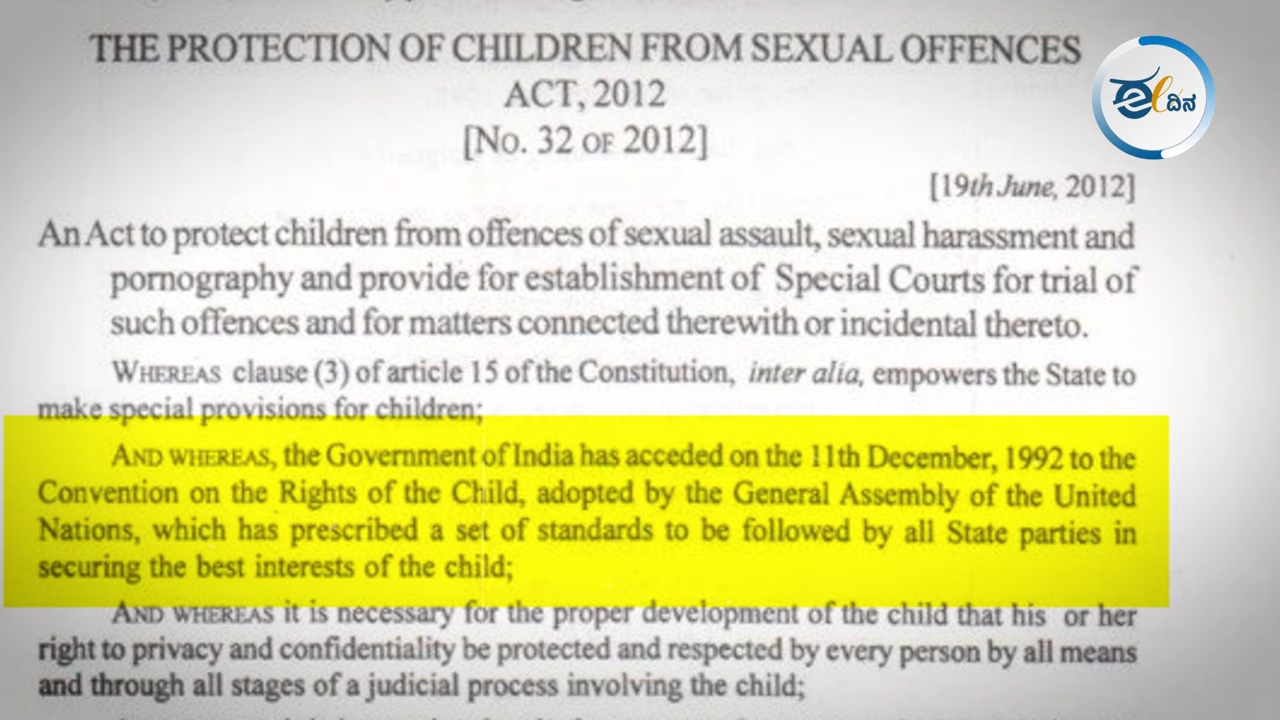 THE PROTECTION OF CHILDREN FROM SEXUAL OFFENCES
ACT, 2012
[No. 32 OF 2012]
[19th June, 2012]
An Act to protect children from offences of sexual assault, sexual harassment and
pornography and provide for establishment of Special Courts for trial of
such offences and for matters connected therewith or incidental thereto.
WHEREAS clause (3) of article 15 of the Constitution, inter alia, empowers the State to
make special provisions for children;
AND WHEREAS, the Government of India has acceded on the 11th December, 1992 to the
Convention on the Rights of the Child, adopted by the General Assembly of the United
Nations, which has prescribed a set of standards to be followed by all State parties in
securing the best interests of the child;
AND WHEREAS it is necessary for the proper development of the child that his or her
right to privacy and confidentiality be protected and respected by every person by all means
and through all stages of a judicial process involving the child;
ದಿನ